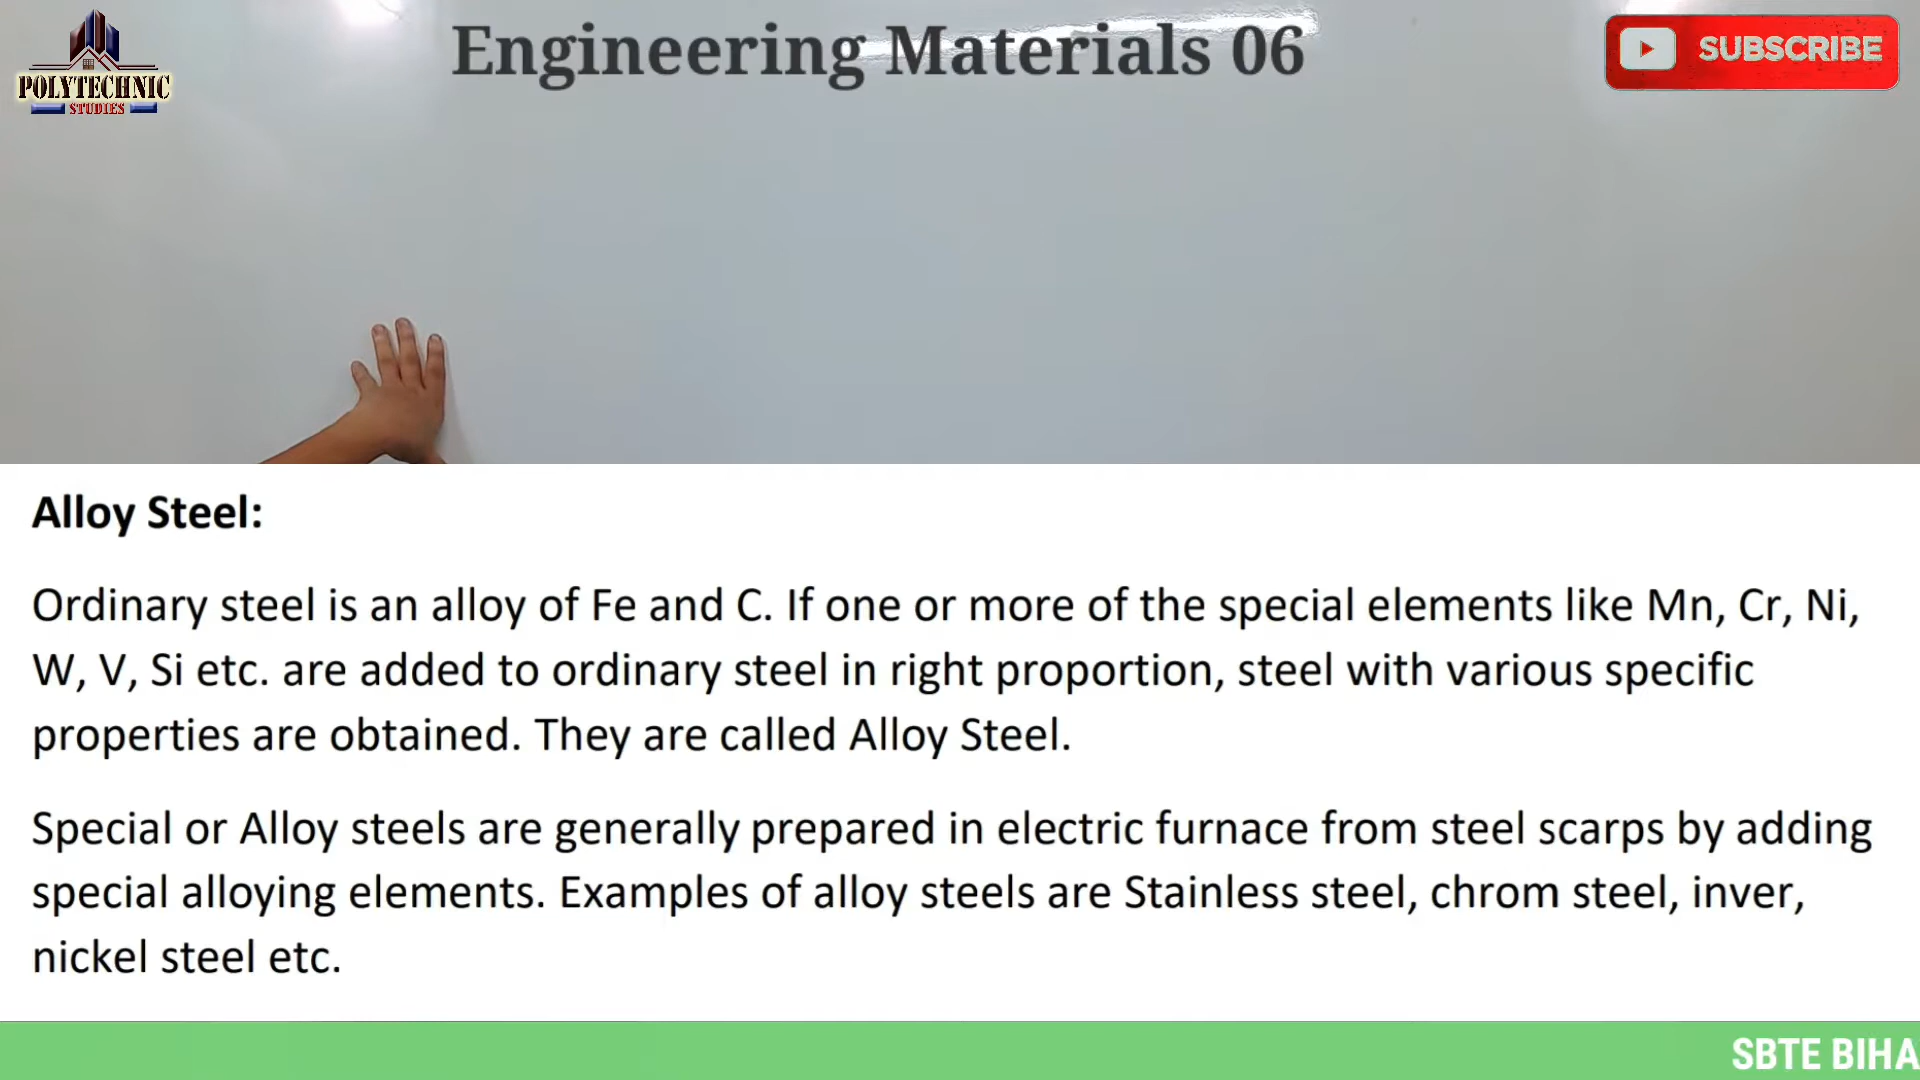 POLYTECHNIC
STUDIES
Engineering Materials 06
SUBSCRIBE
Alloy Steel:
Ordinary steel is an alloy of Fe and C. If one or more of the special elements like Mn, Cr, Ni,
W, V, Si etc. are added to ordinary steel in right proportion, steel with various specific
properties are obtained. They are called Alloy Steel.
Special or Alloy steels are generally prepared in electric furnace from steel scarps by adding
special alloying elements. Examples of alloy steels are Stainless steel, chrom steel, inver,
nickel steel etc.
SBTE BIHA